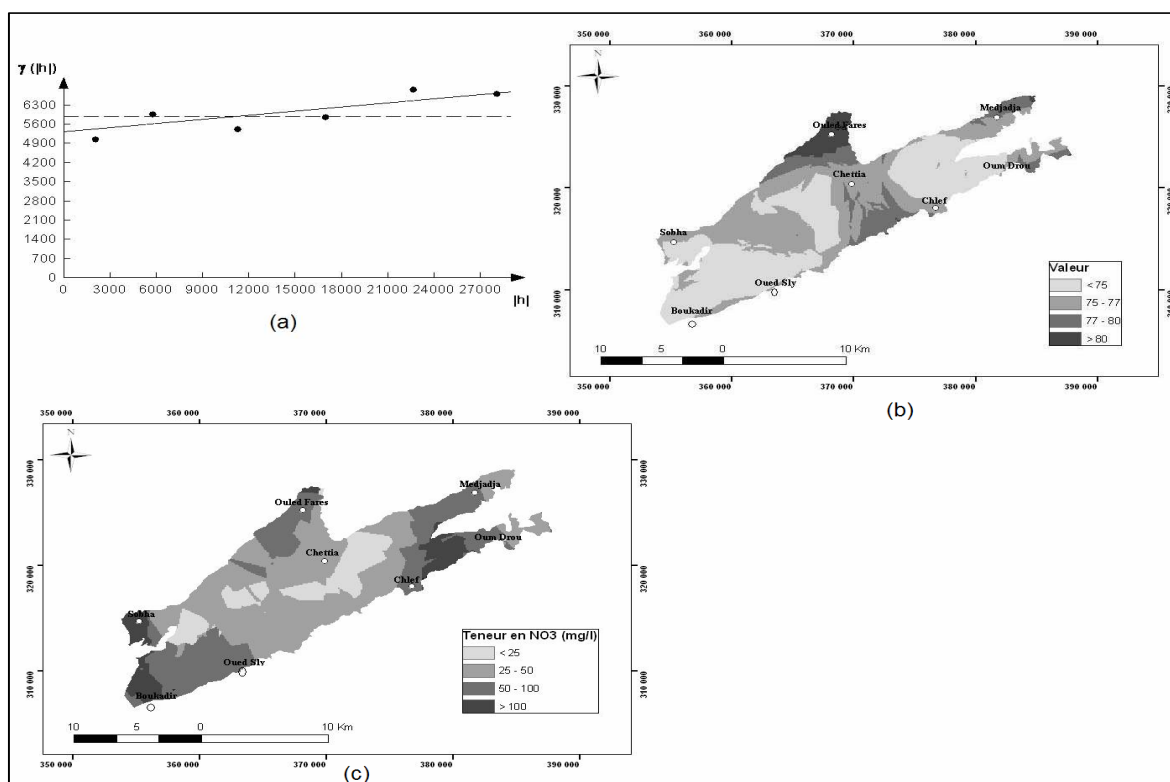 γ (|h|)
6300
5600
4900
4200
3500
2800
2100
1400
700
0
0 3000 6000 9000 12000 15000 18000 21000 24000 27000
|h|
(a)
350 000 360 000 370 000 380 000 390 000
N
330 000
320 000
310 000
Medjadja
Ouled Fares
Oum Drou
Chettia
Chlef
Sobha
Oued Sly
Boukadir
Valeur
<75
75 - 77
77 - 80
> 80
10 5 0 10 Km
350 000 360 000 370 000 380 000 390 000
(b)
350 000 360 000 370 000 380 000 390 000
N
330 000 330 000
320 000 320 000
310 000 310 000
Medjadja
Ouled Fares
Oum Drou
Chettia
Chlef
Sobha
Oued Sly
Boukadir
Teneur en NO3 (mg/l)
< 25
25 - 50
50 - 100
> 100
10 5 0 10 Km
350 000 360 000 370 000 380 000 390 000
(c)